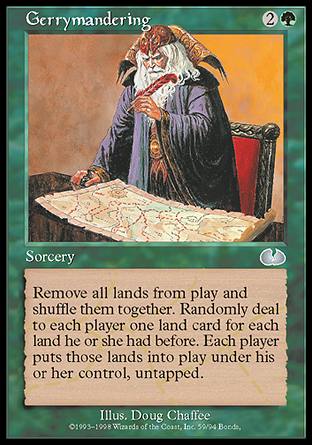 Gerrymandering 2
Sorcery
Remove all lands from play and
shuffle them together. Randomly deal
to each player one land card for each
land he or she had before. Each player
puts those lands into play under his
or her control, untapped.
Illus. Doug Chaffee
©1993–1998 Wizards of the Coast, Inc. 59/94 Bonds,